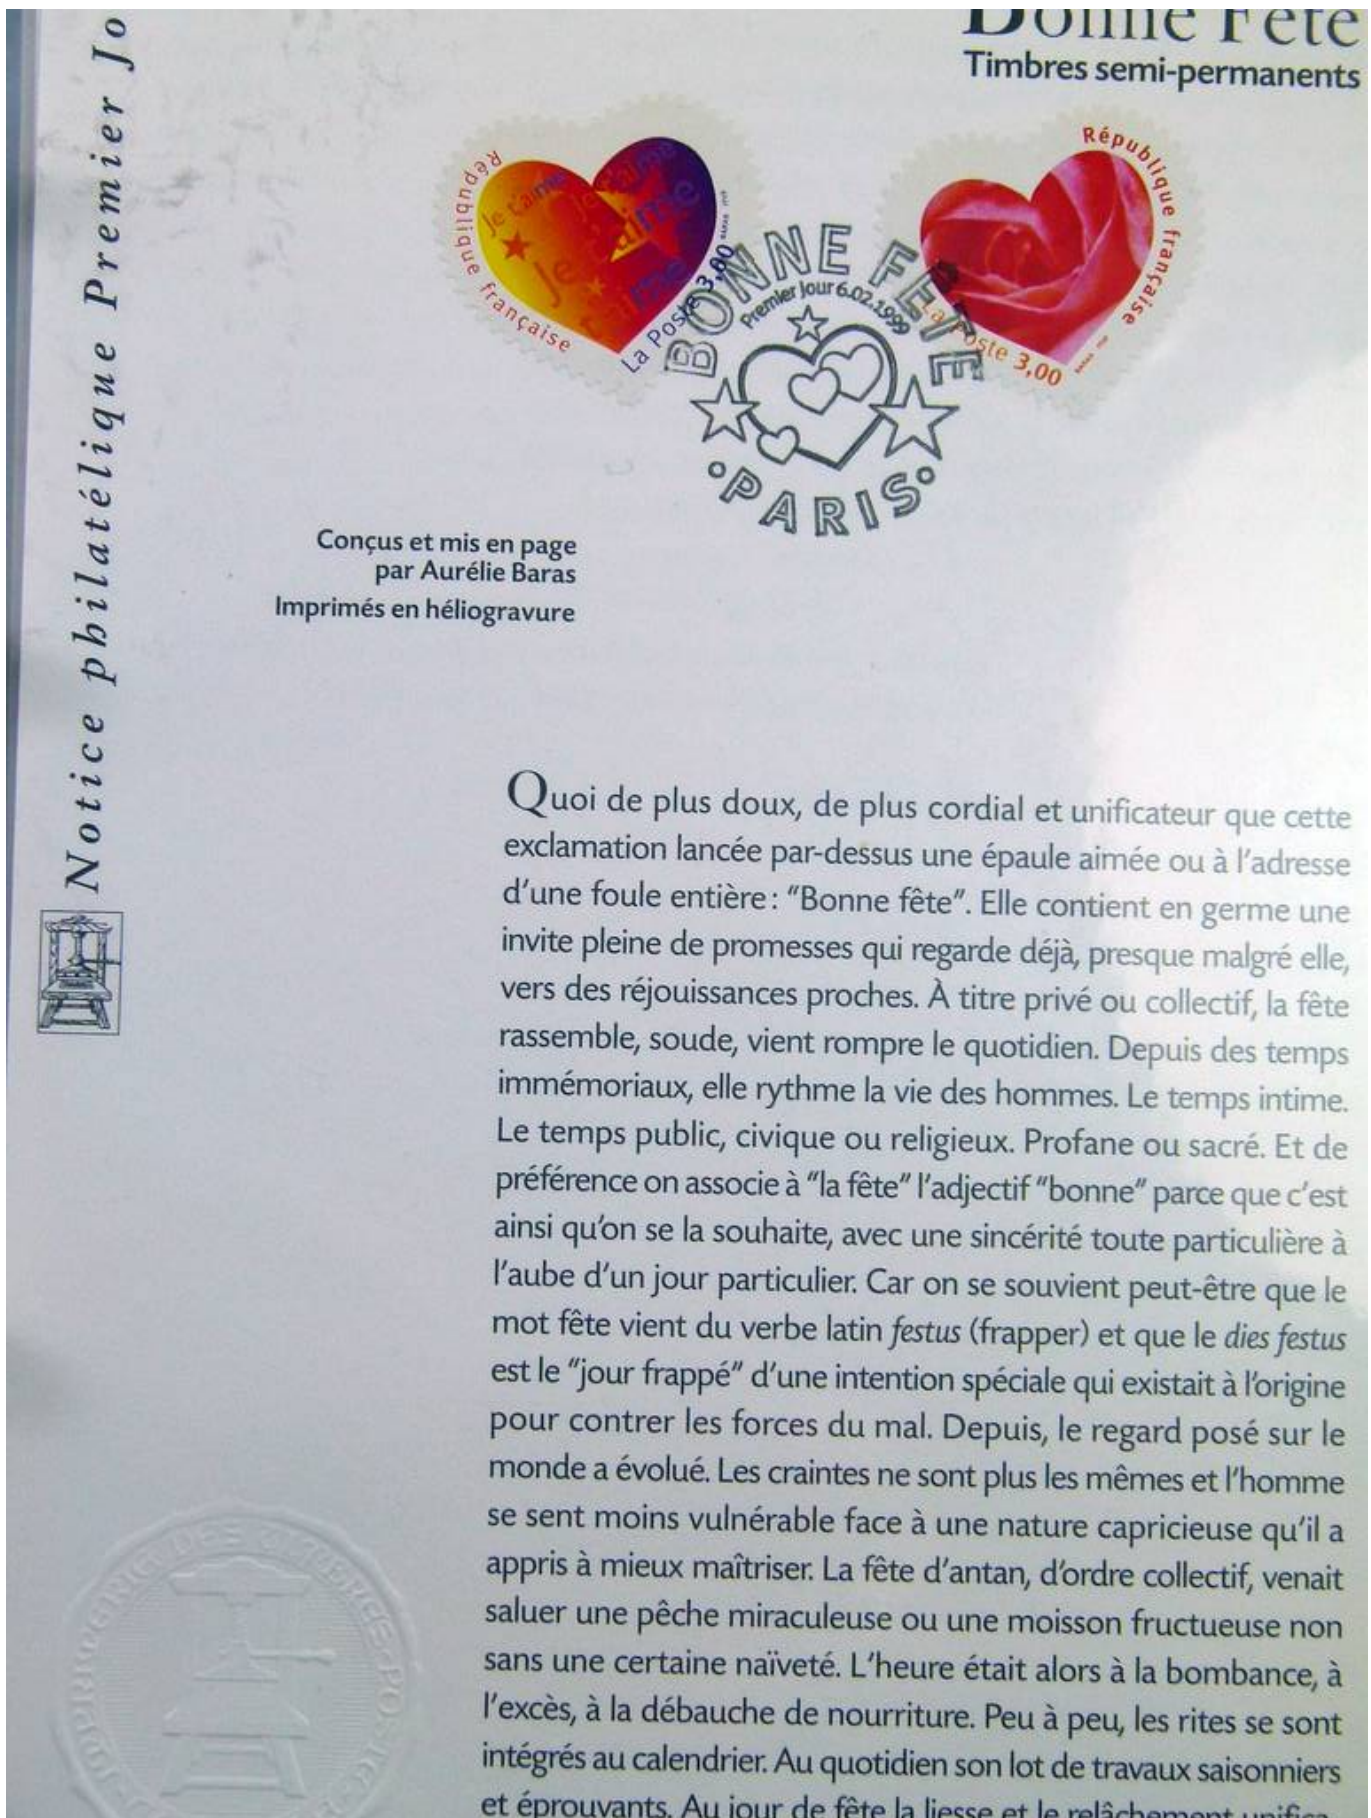 Bonne Fête
Timbres semi-permanents
Notice philatélique Premier Jo
République française
Je t'aime
Je t'aime
Je t'aime
t'aime
La Poste 3,00
République française
La Poste 3,00
BONNE FÊTE
Premier Jour 6.02.1999
PARIS
Conçus et mis en page
par Aurélie Baras
Imprimés en héliogravure
Quoi de plus doux, de plus cordial et unificateur que cette
exclamation lancée par-dessus une épaule aimée ou à l'adresse
d'une foule entière : "Bonne fête". Elle contient en germe une
invite pleine de promesses qui regarde déjà, presque malgré elle,
vers des réjouissances proches. À titre privé ou collectif, la fête
rassemble, soude, vient rompre le quotidien. Depuis des temps
immémoriaux, elle rythme la vie des hommes. Le temps intime.
Le temps public, civique ou religieux. Profane ou sacré. Et de
préférence on associe à "la fête" l'adjectif "bonne" parce que c'est
ainsi qu'on se la souhaite, avec une sincérité toute particulière à
l'aube d'un jour particulier. Car on se souvient peut-être que le
mot fête vient du verbe latin festus (frapper) et que le dies festus
est le "jour frappé" d'une intention spéciale qui existait à l'origine
pour contrer les forces du mal. Depuis, le regard posé sur le
monde a évolué. Les craintes ne sont plus les mêmes et l'homme
se sent moins vulnérable face à une nature capricieuse qu'il a
appris à mieux maîtriser. La fête d'antan, d'ordre collectif, venait
saluer une pêche miraculeuse ou une moisson fructueuse non
sans une certaine naïveté. L'heure était alors à la bombance, à
l'excès, à la débauche de nourriture. Peu à peu, les rites se sont
intégrés au calendrier. Au quotidien son lot de travaux saisonniers
et éprouvants. Au jour de fête la liesse et le relâchement
IMPRIMERIE DES TIMBRES-POSTE